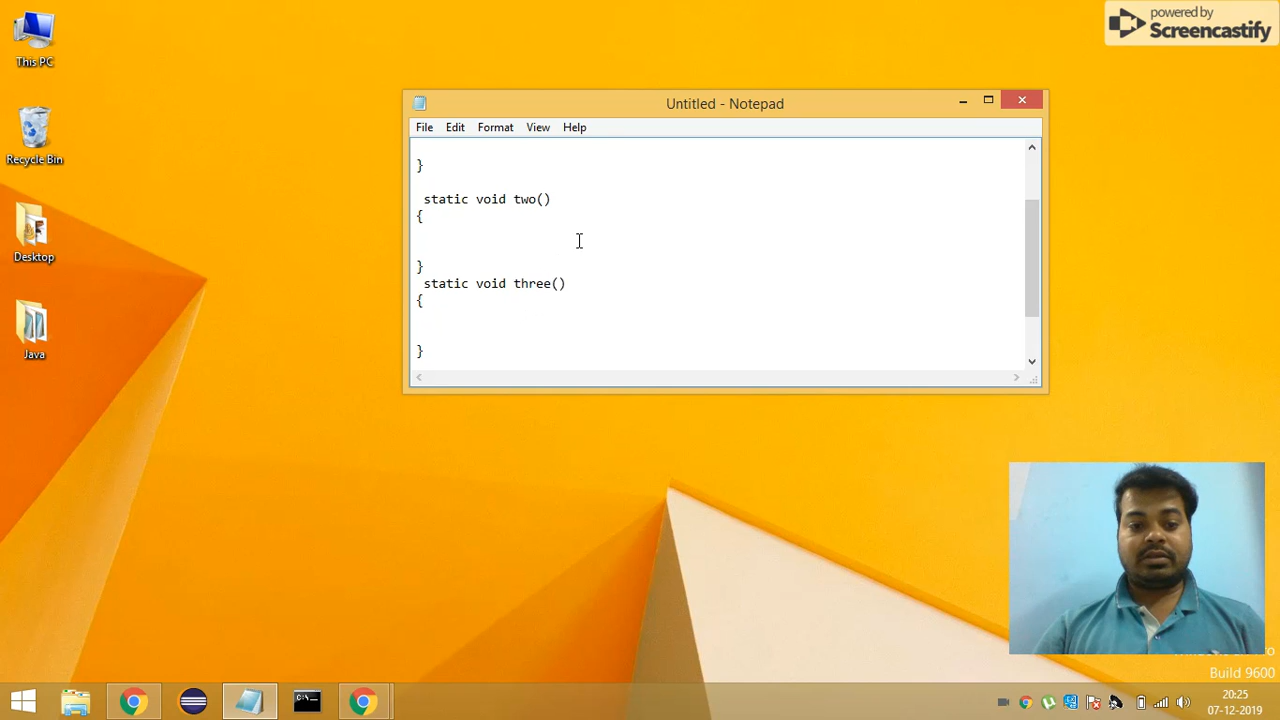 powered by
Screencastify
This PC
Recycle Bin
Desktop
Java
Untitled - Notepad
File Edit Format View Help
}
static void two()
{
}
static void three()
{
}
Build 9600
20:25
07-12-2019